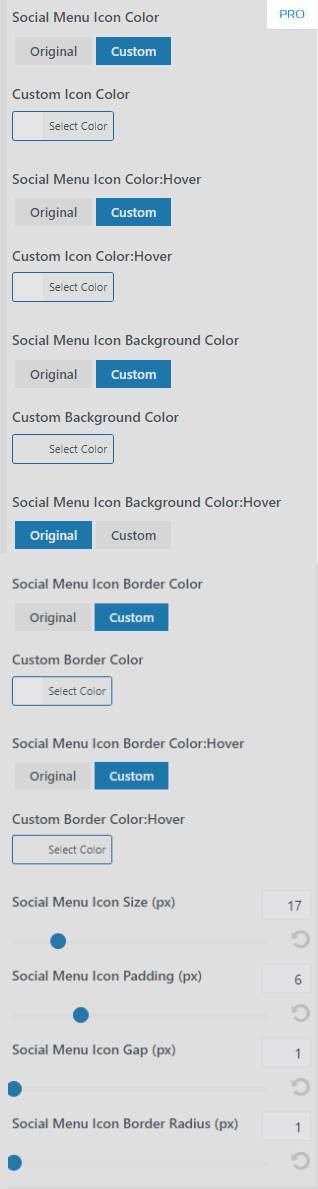 Social Menu Icon Color
PRO
Original Custom
Custom Icon Color
Select Color
Social Menu Icon Color:Hover
Original Custom
Custom Icon Color:Hover
Select Color
Social Menu Icon Background Color
Original Custom
Custom Background Color
Select Color
Social Menu Icon Background Color:Hover
Original Custom
Social Menu Icon Border Color
Original Custom
Custom Border Color
Select Color
Social Menu Icon Border Color:Hover
Original Custom
Custom Border Color:Hover
Select Color
Social Menu Icon Size (px) 17
Social Menu Icon Padding (px) 6
Social Menu Icon Gap (px) 1
Social Menu Icon Border Radius (px) 1